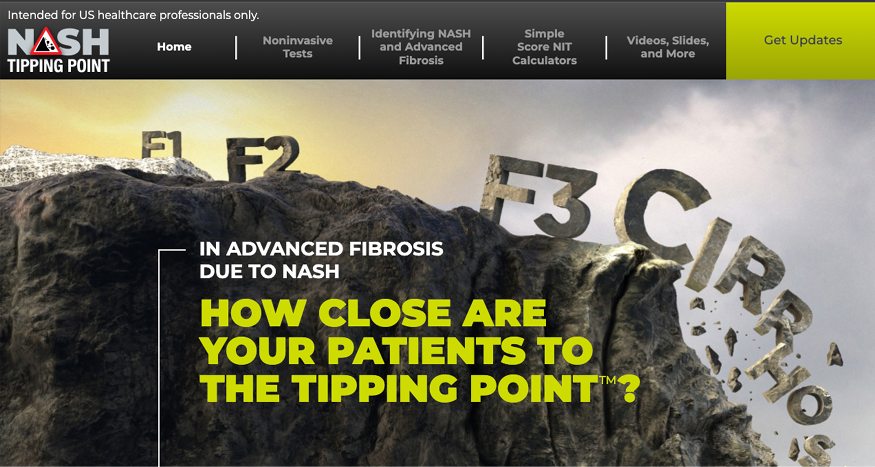 Intended for US healthcare professionals only.
NASH
TIPPING POINT
Home
Noninvasive
Tests
Identifying NASH
and Advanced
Fibrosis
Simple
Score NIT
Calculators
Videos, Slides,
and More
Get Updates
F1
F2
F3
CIRRHOS
IN ADVANCED FIBROSIS
DUE TO NASH
HOW CLOSE ARE
YOUR PATIENTS TO
THE TIPPING POINT™?